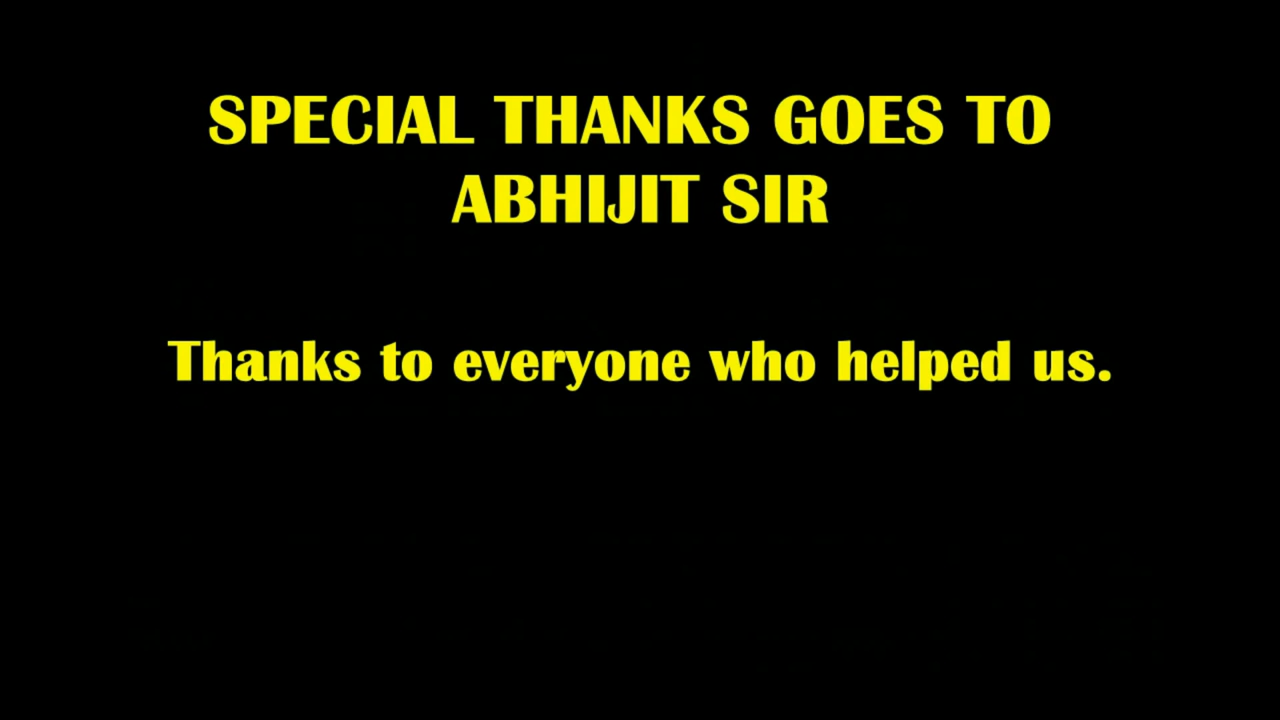 SPECIAL THANKS GOES TO
ABHIJIT SIR
Thanks to everyone who helped us.